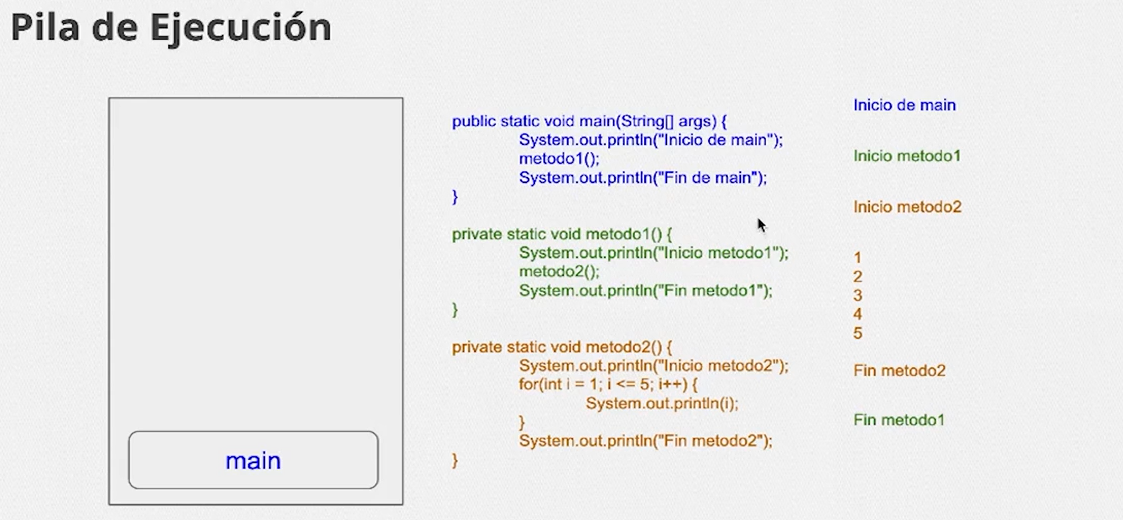 Pila de Ejecución
main
public static void main(String[] args) {
System.out.println("Inicio de main");
metodo1();
System.out.println("Fin de main");
}
private static void metodo1() {
System.out.println("Inicio metodo1");
metodo2();
System.out.println("Fin metodo1");
}
private static void metodo2() {
System.out.println("Inicio metodo2");
for(int i = 1; i <= 5; i++) {
System.out.println(i);
}
System.out.println("Fin metodo2");
}
Inicio de main
Inicio metodo1
Inicio metodo2
1
2
3
4
5
Fin metodo2
Fin metodo1